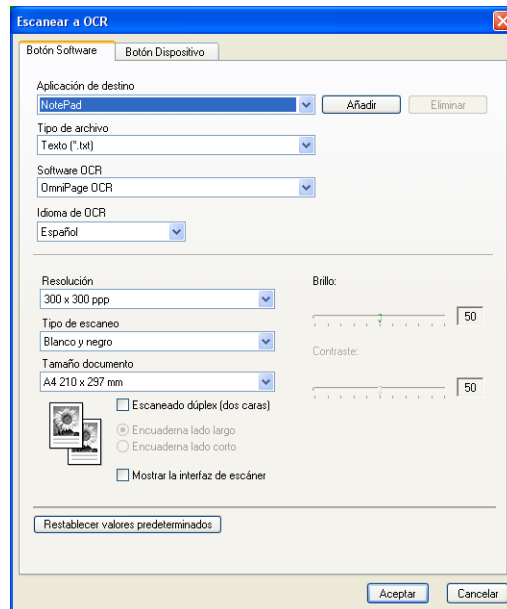 Escanear a OCR
Botón Software Botón Dispositivo
Aplicación de destino
NotePad Añadir Eliminar
Tipo de archivo
Texto (*.txt)
Software OCR
OmniPage OCR
Idioma de OCR
Español
Resolución Brillo:
300 x 300 ppp 50
Tipo de escaneo
Blanco y negro
Contraste:
Tamaño documento
A4 210 x 297 mm 50
Escaneado dúplex (dos caras)
Encuaderna lado largo
Encuaderna lado corto
Mostrar la interfaz de escáner
Restablecer valores predeterminados
Aceptar Cancelar